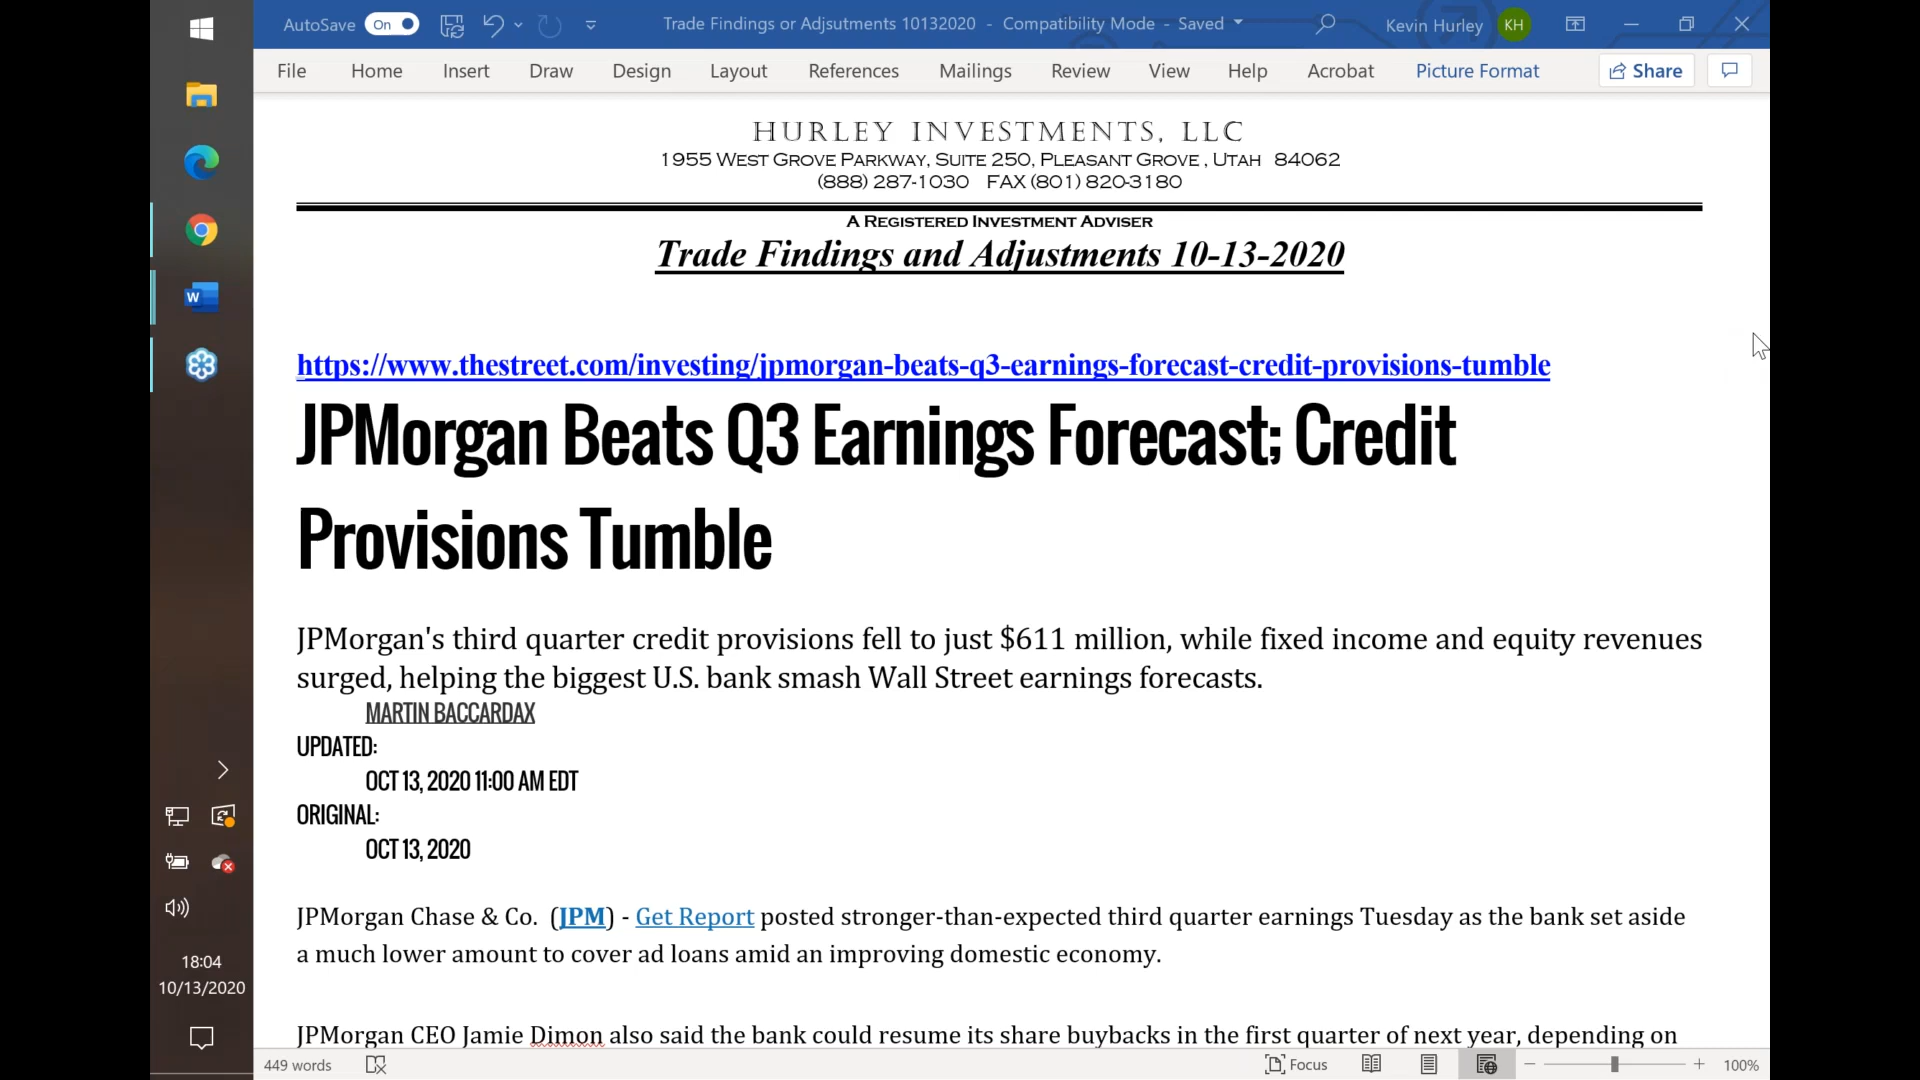 AutoSave On Trade Findings or Adjsutments 10132020 - Compatibility Mode - Saved Kevin Hurley KH
File Home Insert Draw Design Layout References Mailings Review View Help Acrobat Picture Format Share
HURLEY INVESTMENTS, LLC
1955 WEST GROVE PARKWAY, SUITE 250, PLEASANT GROVE , UTAH 84062
(888) 287-1030 FAX (801) 820-3180
A REGISTERED INVESTMENT ADVISER
Trade Findings and Adjustments 10-13-2020
https://www.thestreet.com/investing/jpmorgan-beats-q3-earnings-forecast-credit-provisions-tumble
JPMorgan Beats Q3 Earnings Forecast; Credit
Provisions Tumble
JPMorgan's third quarter credit provisions fell to just $611 million, while fixed income and equity revenues
surged, helping the biggest U.S. bank smash Wall Street earnings forecasts.
MARTIN BACCARDAX
UPDATED:
OCT 13, 2020 11:00 AM EDT
ORIGINAL:
OCT 13, 2020
JPMorgan Chase & Co. (JPM) - Get Report posted stronger-than-expected third quarter earnings Tuesday as the bank set aside
a much lower amount to cover ad loans amid an improving domestic economy.
JPMorgan CEO Jamie Dimon also said the bank could resume its share buybacks in the first quarter of next year, depending on
18:04
10/13/2020
449 words Focus 100%